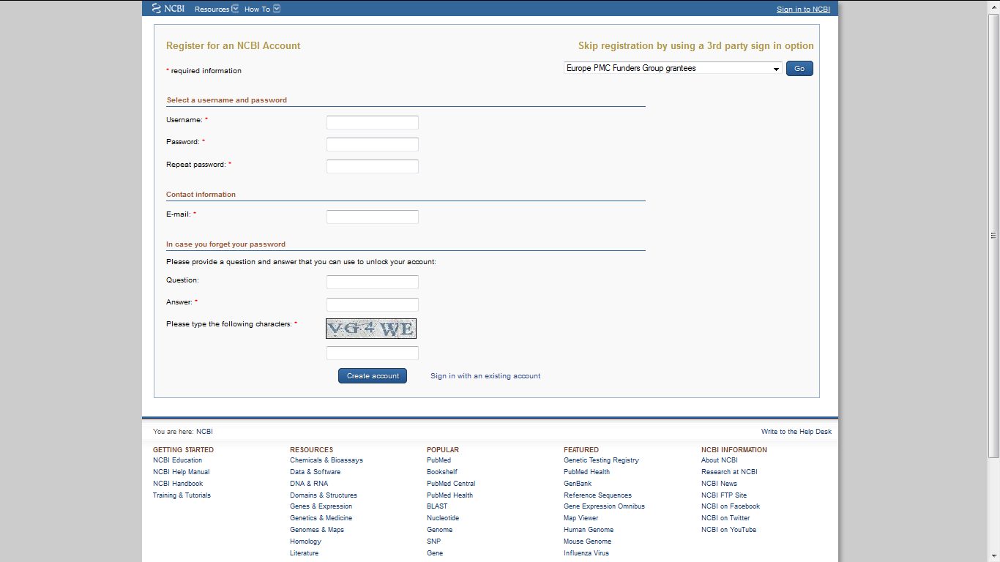 NCBI Resources How To Sign in to NCBI
Register for an NCBI Account
Skip registration by using a 3rd party sign in option
* required information
Europe PMC Funders Group grantees Go
Select a username and password
Username: *
Password: *
Repeat password: *
Contact information
E-mail: *
In case you forget your password
Please provide a question and answer that you can use to unlock your account:
Question:
Answer: *
Please type the following characters: *
Create account Sign in with an existing account
You are here: NCBI Write to the Help Desk
GETTING STARTED
NCBI Education
NCBI Help Manual
NCBI Handbook
Training & Tutorials
RESOURCES
Chemicals & Bioassays
Data & Software
DNA & RNA
Domains & Structures
Genes & Expression
Genetics & Medicine
Genomes & Maps
Homology
Literature
POPULAR
PubMed
Bookshelf
PubMed Central
PubMed Health
BLAST
Nucleotide
Genome
SNP
Gene
FEATURED
Genetic Testing Registry
PubMed Health
GenBank
Reference Sequences
Gene Expression Omnibus
Map Viewer
Human Genome
Mouse Genome
Influenza Virus
NCBI INFORMATION
About NCBI
Research at NCBI
NCBI News
NCBI FTP Site
NCBI on Facebook
NCBI on Twitter
NCBI on YouTube